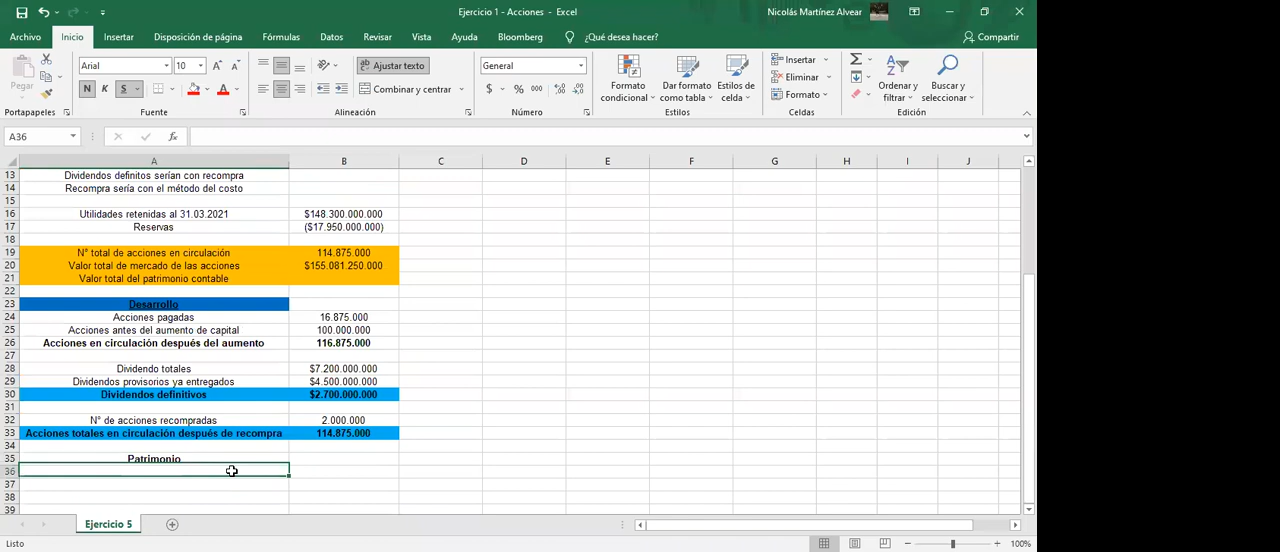 Ejercicio 1 - Acciones - Excel
Nicolás Martínez Alvear
Archivo Inicio Insertar Disposición de página Fórmulas Datos Revisar Vista Ayuda Bloomberg ¿Qué desea hacer? Compartir
Pegar
Portapapeles
Arial 10
N K S
Fuente
Ajustar texto
Combinar y centrar
Alineación
General
$ % 000
Número
Formato condicional
Dar formato como tabla
Estilos de celda
Estilos
Insertar
Eliminar
Formato
Celdas
Ordenar y filtrar
Buscar y seleccionar
Edición
A36 fx
A B C D E F G H I J
13 Dividendos definitos serían con recompra
14 Recompra sería con el método del costo
15
16 Utilidades retenidas al 31.03.2021 $148.300.000.000
17 Reservas ($17.950.000.000)
18
19 N° total de acciones en circulación 114.875.000
20 Valor total de mercado de las acciones $155.081.250.000
21 Valor total del patrimonio contable
22
23 Desarrollo
24 Acciones pagadas 16.875.000
25 Acciones antes del aumento de capital 100.000.000
26 Acciones en circulación después del aumento 116.875.000
27
28 Dividendo totales $7.200.000.000
29 Dividendos provisorios ya entregados $4.500.000.000
30 Dividendos definitivos $2.700.000.000
31
32 N° de acciones recompradas 2.000.000
33 Acciones totales en circulación después de recompra 114.875.000
34
35 Patrimonio
36
37
38
39
Ejercicio 5
Listo
100%